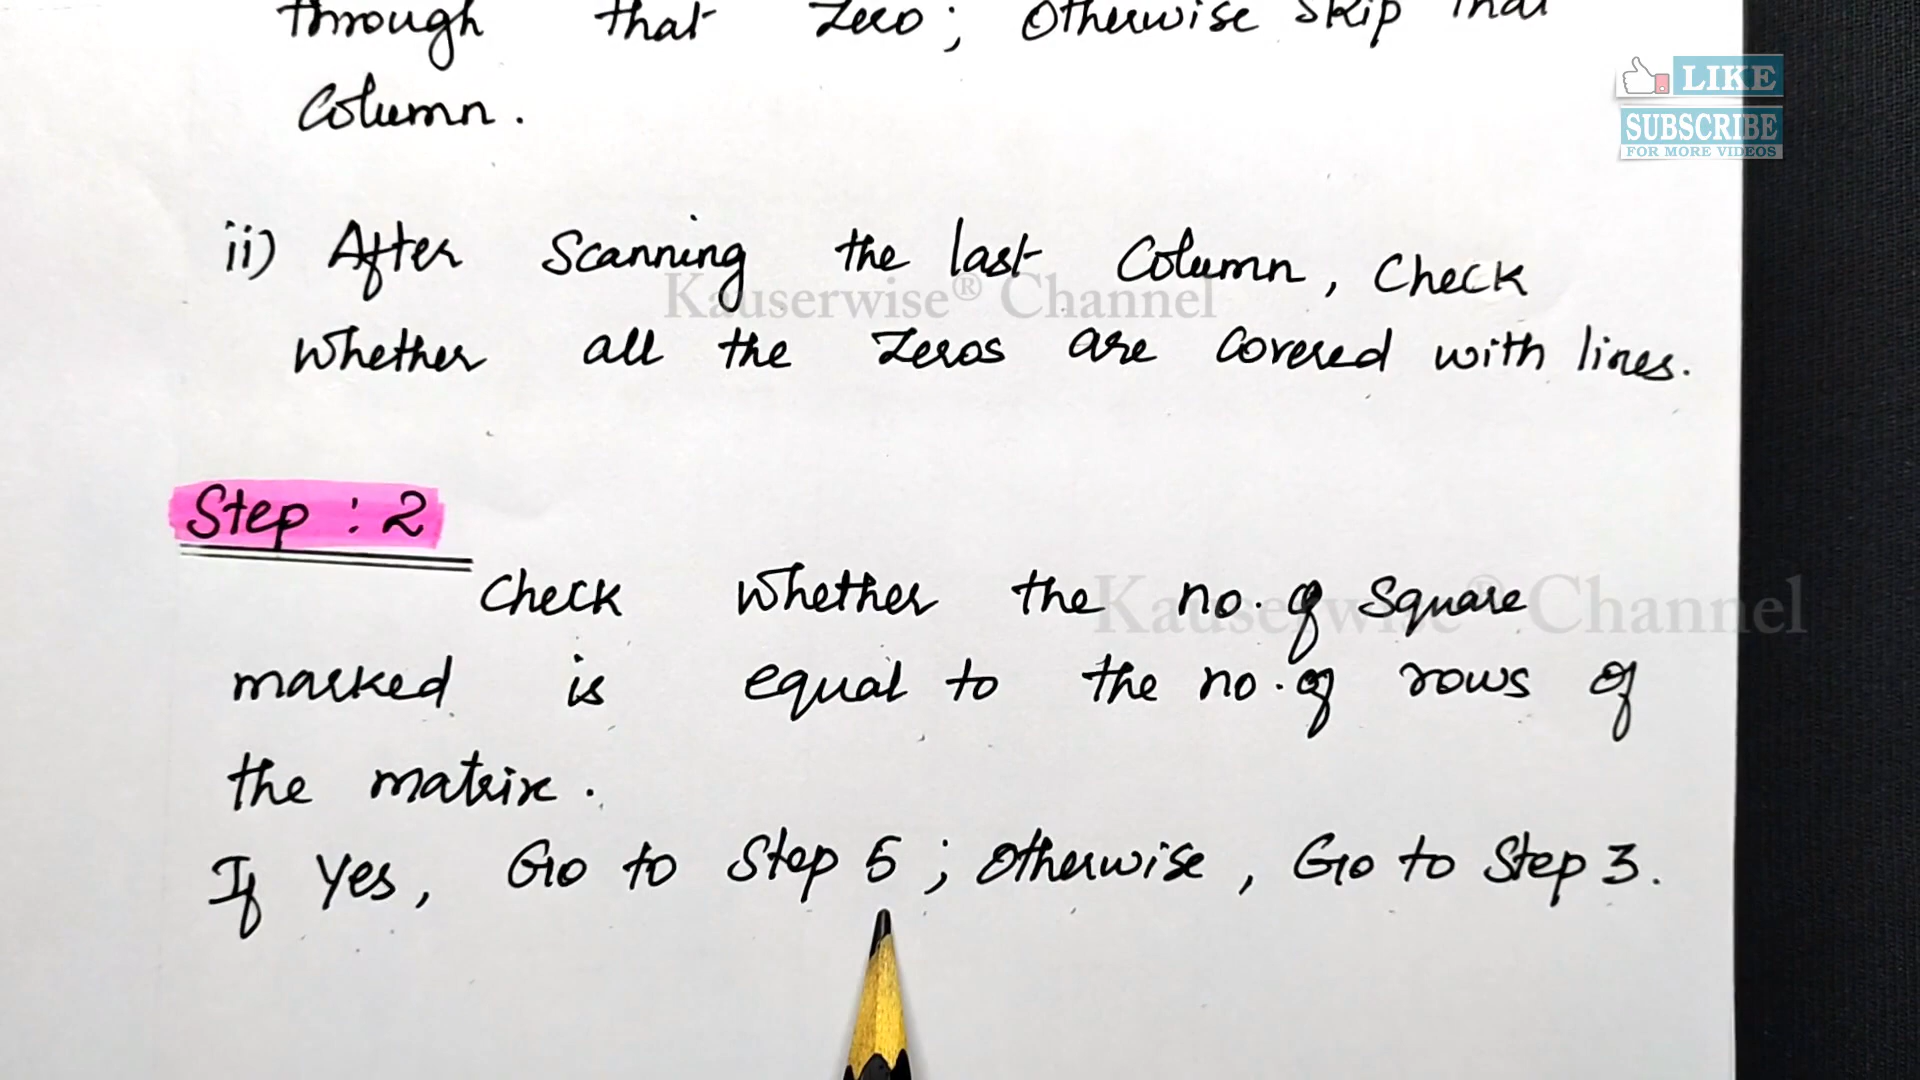 through that zero; Otherwise skip that
Column.
LIKE
SUBSCRIBE
FOR MORE VIDEOS
ii) After Scanning the last Column, Check
Kauserwise® Channel
Whether all the zeros are Covered with lines.
Step : 2
Check Whether the no. of Square
Kauserwise® Channel
marked is equal to the no. of rows of
the matrix.
If Yes, Go to Step 5 ; Otherwise, Go to Step 3.